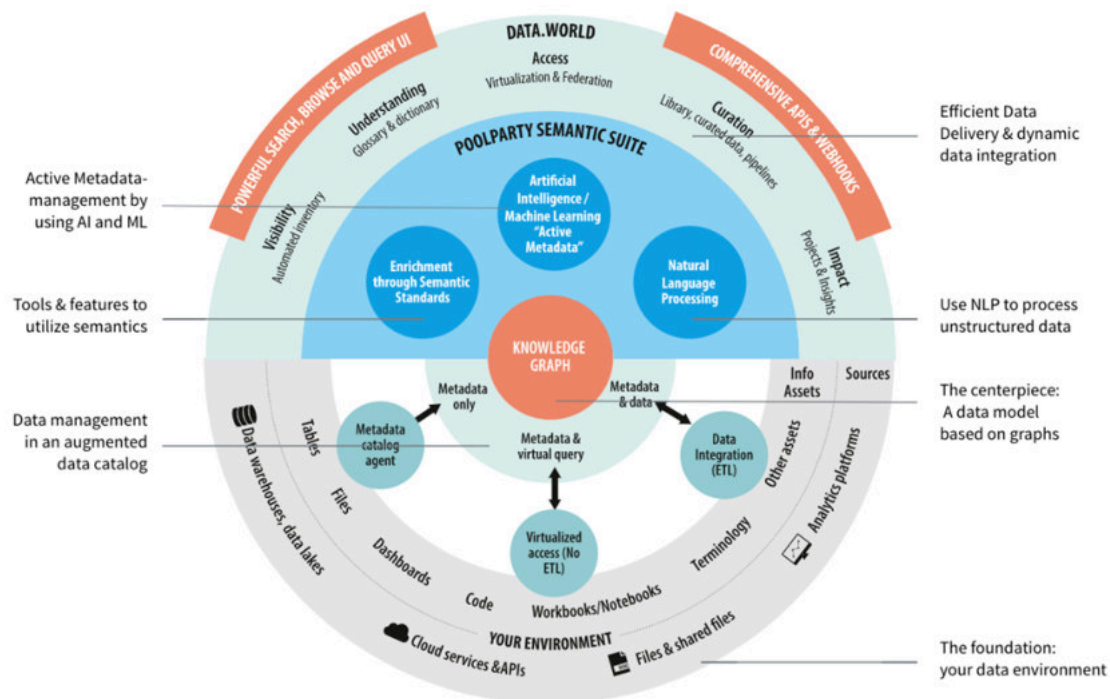 DATA.WORLD
POWERFUL SEARCH, BROWSE AND QUERY UI
COMPREHENSIVE APIS & WEBHOOKS
Access
Virtualization & Federation
Understanding
Glossary & dictionary
Curation
Library, curated data, pipelines
Visibility
Automated inventory
Impact
Projects & Insights
POOLPARTY SEMANTIC SUITE
Artificial
Intelligence /
Machine Learning
"Active
Metadata"
Enrichment
through Semantic
Standards
Natural
Language
Processing
KNOWLEDGE
GRAPH
Metadata
only
Metadata
& data
Metadata &
virtual query
Metadata
catalog
agent
Data
Integration
(ETL)
Virtualized
access (No
ETL)
Info
Assets
Sources
Tables
Files
Dashboards
Code
Workbooks/Notebooks
Terminology
Other assets
Data warehouses, data lakes
Cloud services &APIs
YOUR ENVIRONMENT
Files & shared files
Analytics platforms
Active Metadata-
management by
using AI and ML
Tools & features to
utilize semantics
Data management
in an augmented
data catalog
Efficient Data
Delivery & dynamic
data integration
Use NLP to process
unstructured data
The centerpiece:
A data model
based on graphs
The foundation:
your data environment